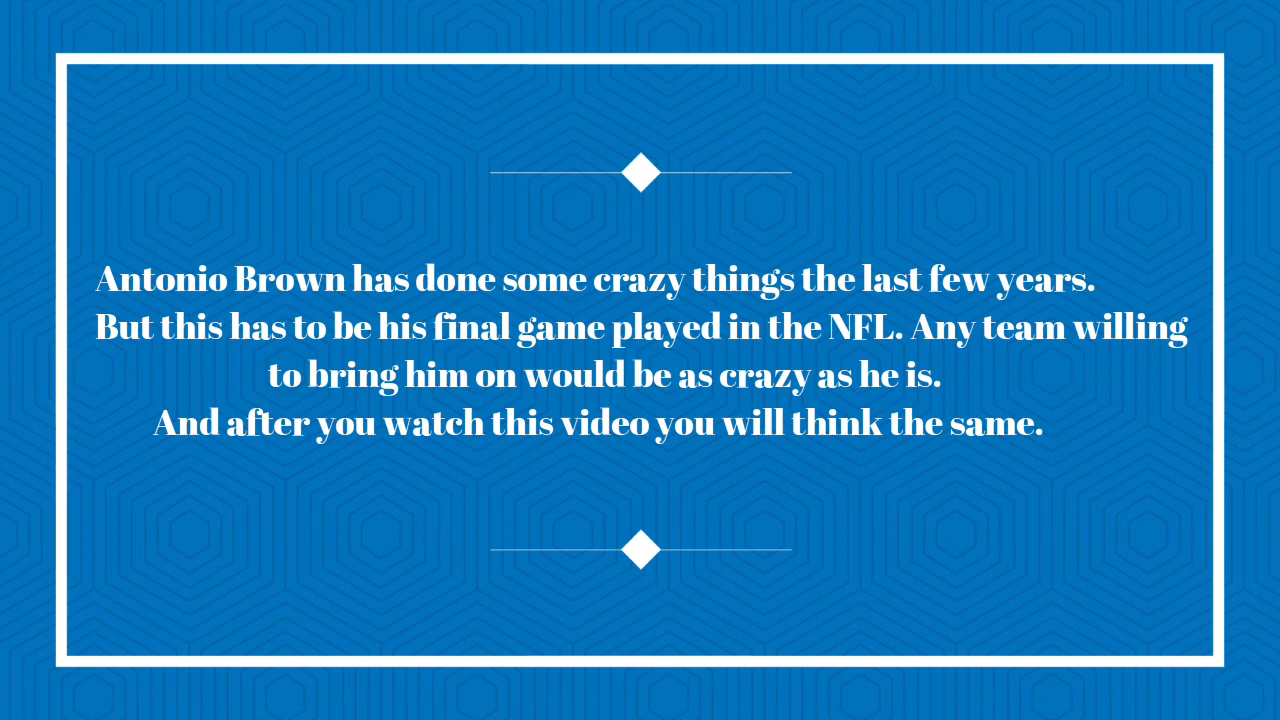 Antonio Brown has done some crazy things the last few years.
But this has to be his final game played in the NFL. Any team willing
to bring him on would be as crazy as he is.
And after you watch this video you will think the same.